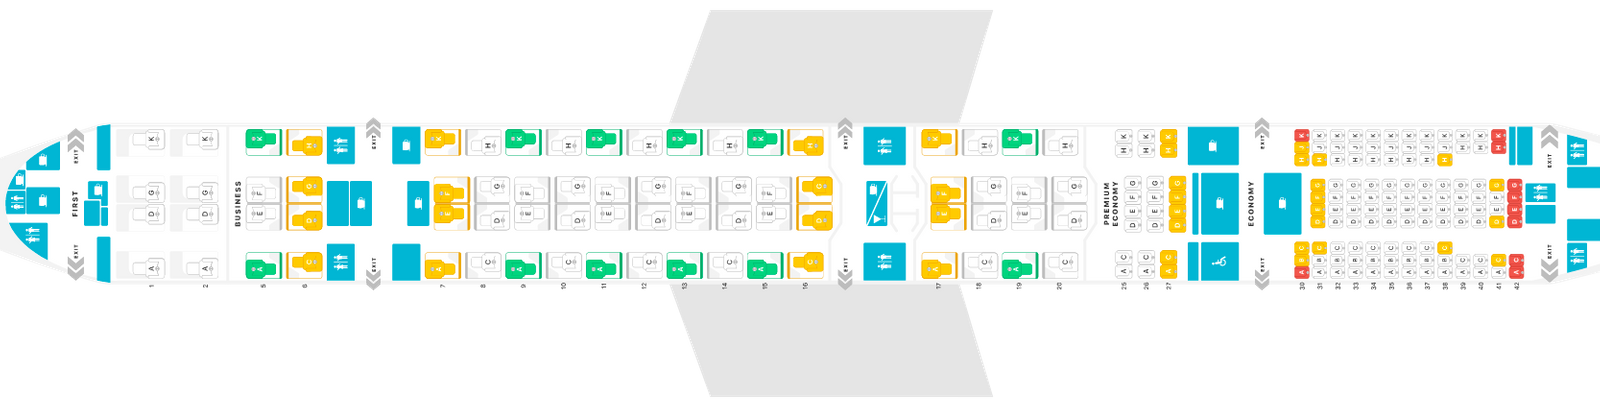 EXIT
EXIT
FIRST
K G D A 1
K G D A 2
BUSINESS
K F E A 5
H G D C 6
EXIT
EXIT
K F E A 7
H G D C 8
K F E A 9
H G D C 10
K F E A 11
H G D C 12
K F E A 13
H G D C 14
K F E A 15
H G D C 16
EXIT
EXIT
K F E A 17
H G D C 18
K F E A 19
H G D C 20
PREMIUM
ECONOMY
K H G F E D C A 25
K H G F E D C A 26
K H G F E D C A 27
ECONOMY
EXIT
EXIT
K J H C B A 30
K J H G F E D C B A 31
K J H G F E D C B A 32
K J H G F E D C B A 33
K J H G F E D C B A 34
K J H G F E D C B A 35
K J H G F E D C B A 36
K J H G F E D C B A 37
K J H G F E D C B A 38
K H G F E D C A 39
K H G F E D C A 40
K H G F E D C A 41
G F E D C A 42
EXIT
EXIT